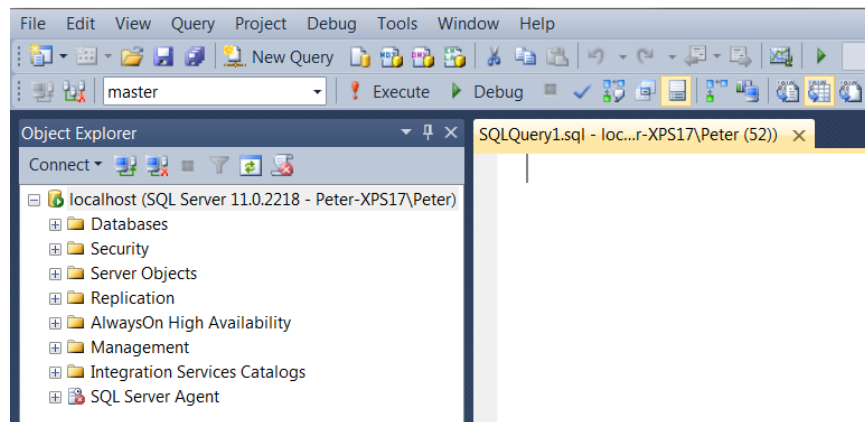 File Edit View Query Project Debug Tools Window Help
New Query
master Execute Debug
Object Explorer
SQLQuery1.sql - loc...r-XPS17\Peter (52))
Connect
localhost (SQL Server 11.0.2218 - Peter-XPS17\Peter)
Databases
Security
Server Objects
Replication
AlwaysOn High Availability
Management
Integration Services Catalogs
SQL Server Agent